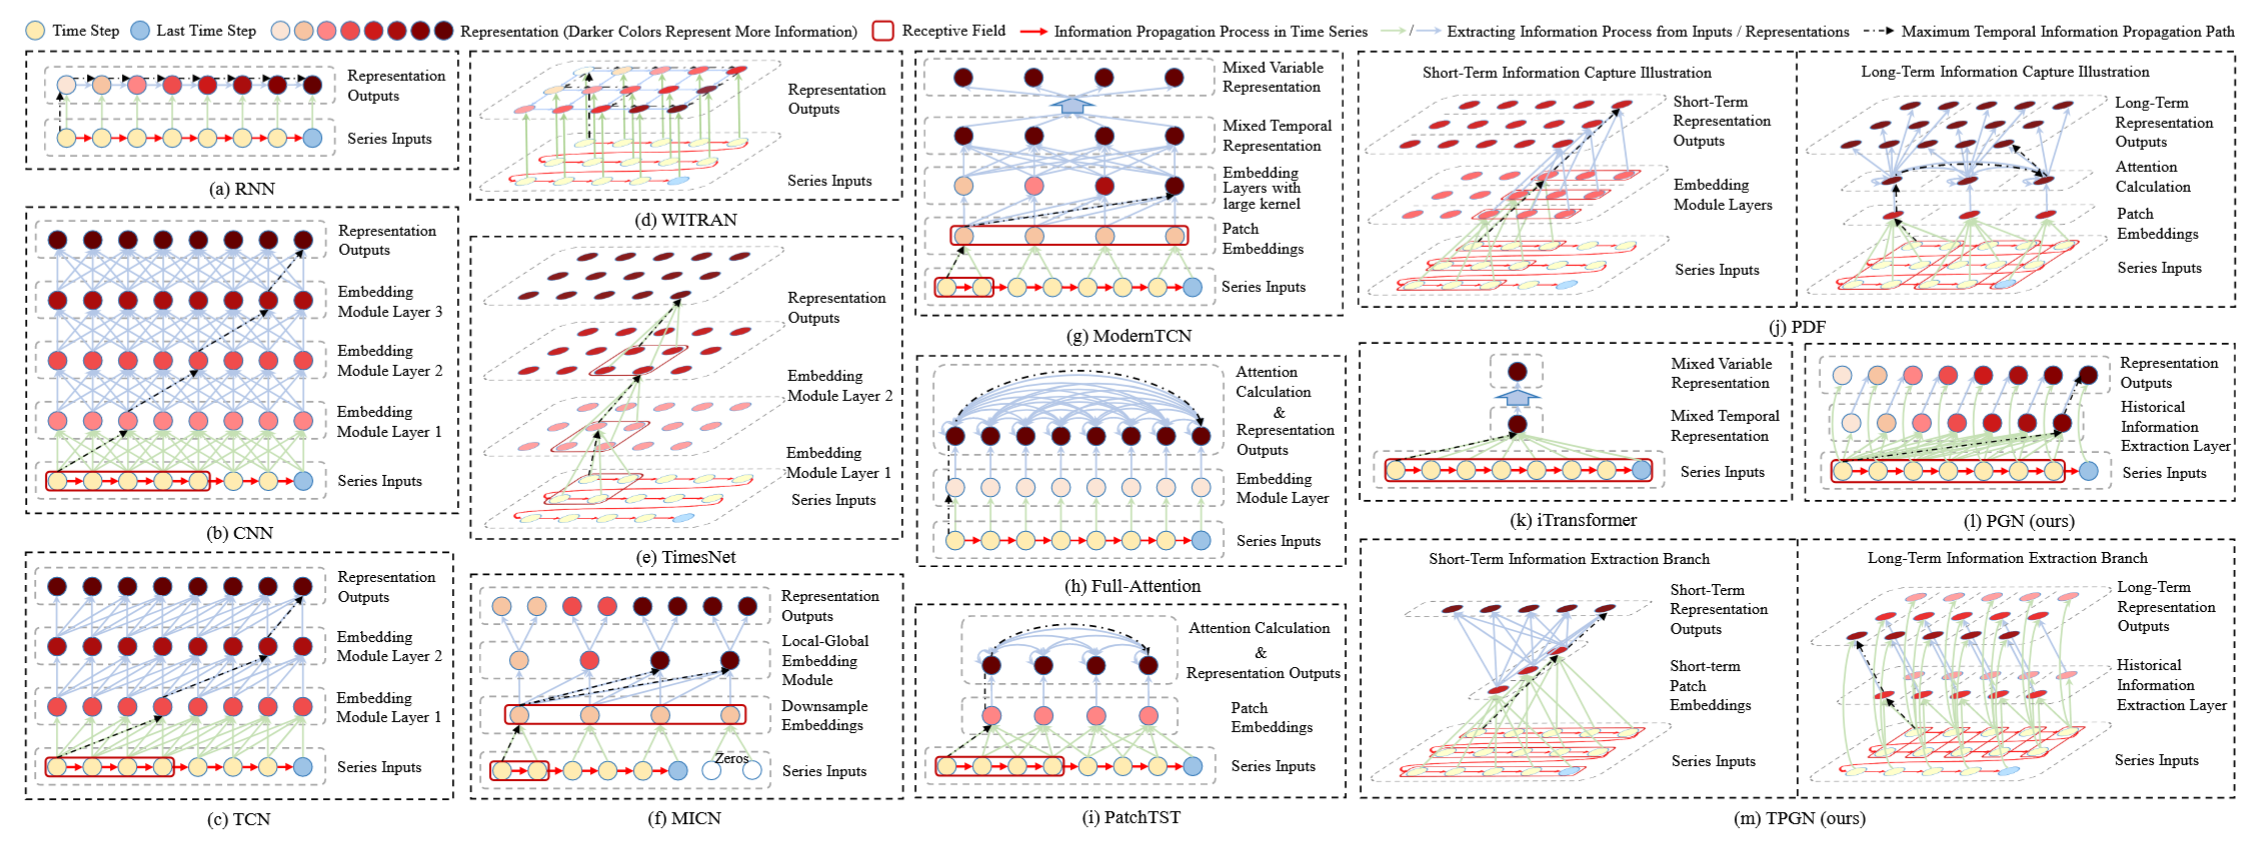 Time Step
Last Time Step
Representation (Darker Colors Represent More Information)
Receptive Field
Information Propagation Process in Time Series
/
Extracting Information Process from Inputs / Representations
Maximum Temporal Information Propagation Path
Representation
Outputs
Series Inputs
(a) RNN
Representation
Outputs
Embedding
Module Layer 3
Embedding
Module Layer 2
Embedding
Module Layer 1
Series Inputs
(b) CNN
Representation
Outputs
Embedding
Module Layer 2
Embedding
Module Layer 1
Series Inputs
(c) TCN
Representation
Outputs
Series Inputs
(d) WITRAN
Representation
Outputs
Embedding
Module Layer 2
Embedding
Module Layer 1
Series Inputs
(e) TimesNet
Representation
Outputs
Local-Global
Embedding
Module
Downsample
Embeddings
Zeros
Series Inputs
(f) MICN
Mixed Variable
Representation
Mixed Temporal
Representation
Embedding
Layers with
large kernel
Patch
Embeddings
Series Inputs
(g) ModernTCN
Attention
Calculation
&
Representation
Outputs
Embedding
Module Layer
Series Inputs
(h) Full-Attention
Attention Calculation
&
Representation Outputs
Patch
Embeddings
Series Inputs
(i) PatchTST
Short-Term Information Capture Illustration
Short-Term
Representation
Outputs
Embedding
Module Layers
Series Inputs
Long-Term Information Capture Illustration
Long-Term
Representation
Outputs
Attention
Calculation
Patch
Embeddings
Series Inputs
(j) PDF
Mixed Variable
Representation
Mixed Temporal
Representation
Series Inputs
(k) iTransformer
Representation
Outputs
Historical
Information
Extraction Layer
Series Inputs
(l) PGN (ours)
Short-Term Information Extraction Branch
Short-Term
Representation
Outputs
Short-term
Patch
Embeddings
Series Inputs
Long-Term Information Extraction Branch
Long-Term
Representation
Outputs
Historical
Information
Extraction Layer
Series Inputs
(m) TPGN (ours)